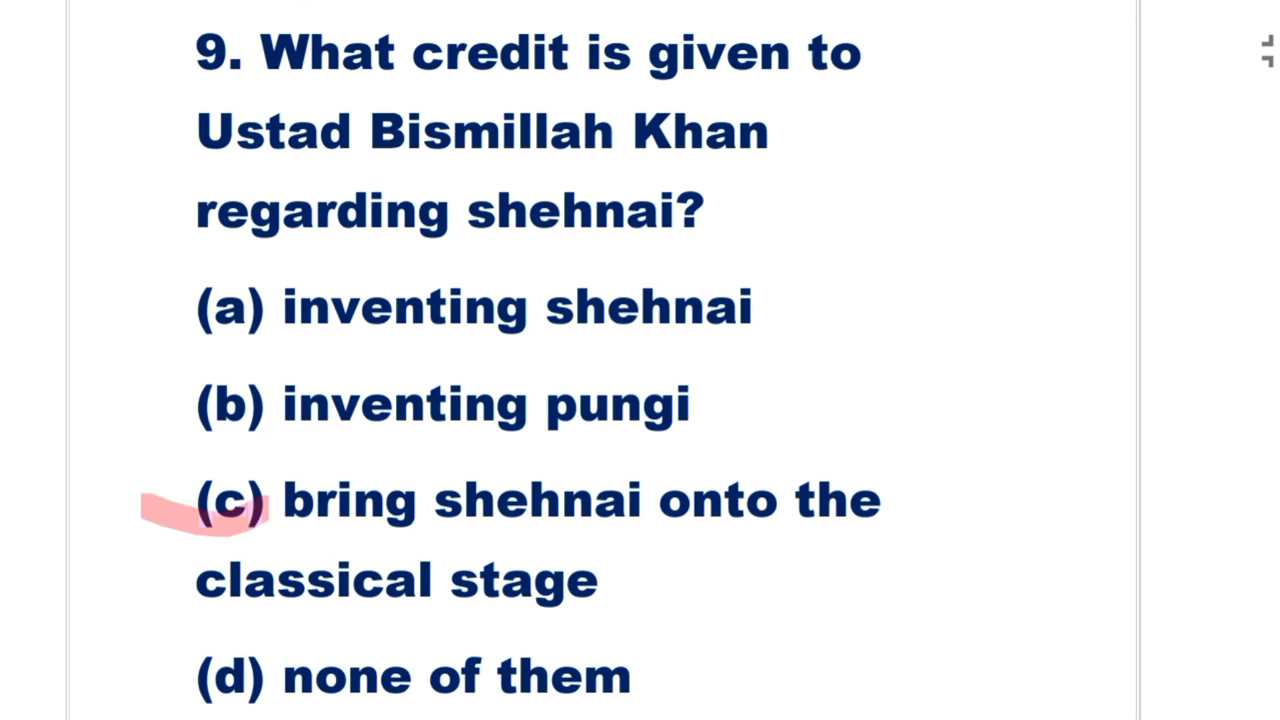 9. What credit is given to
Ustad Bismillah Khan
regarding shehnai?
(a) inventing shehnai
(b) inventing pungi
(c) bring shehnai onto the
classical stage
(d) none of them